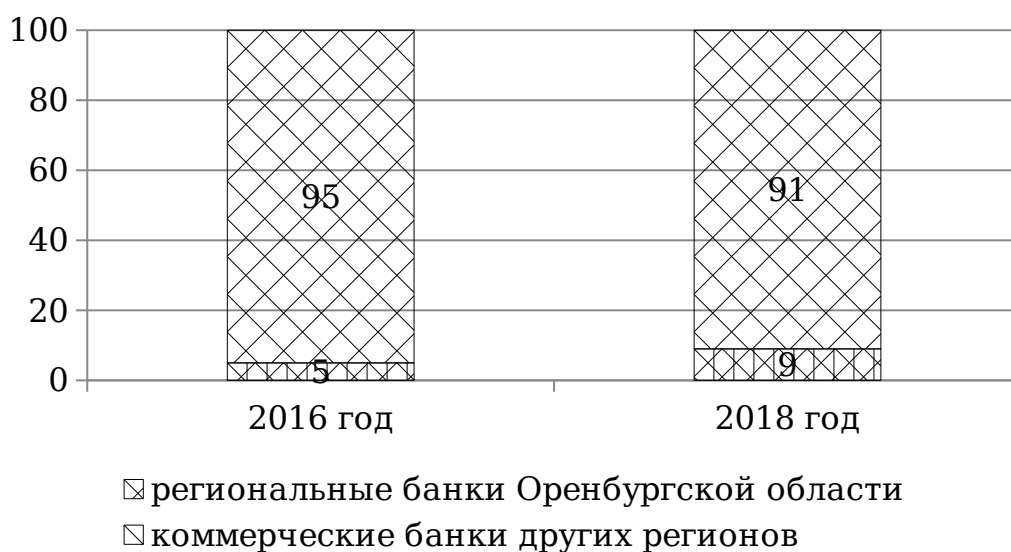 100
80
60
40
20
0
95
91
5
9
2016 год
2018 год
региональные банки Оренбургской области
коммерческие банки других регионов